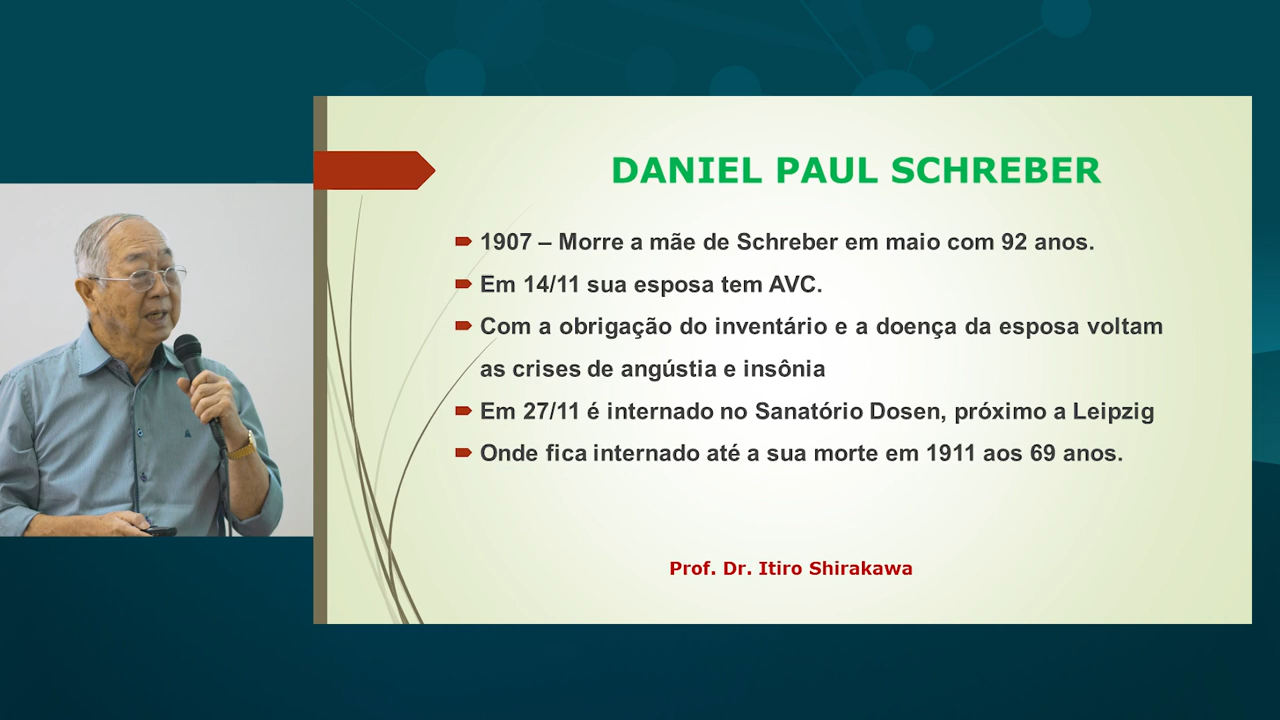 DANIEL PAUL SCHREBER
1907 – Morre a mãe de Schreber em maio com 92 anos.
Em 14/11 sua esposa tem AVC.
Com a obrigação do inventário e a doença da esposa voltam
as crises de angústia e insônia
Em 27/11 é internado no Sanatório Dosen, próximo a Leipzig
Onde fica internado até a sua morte em 1911 aos 69 anos.
Prof. Dr. Itiro Shirakawa